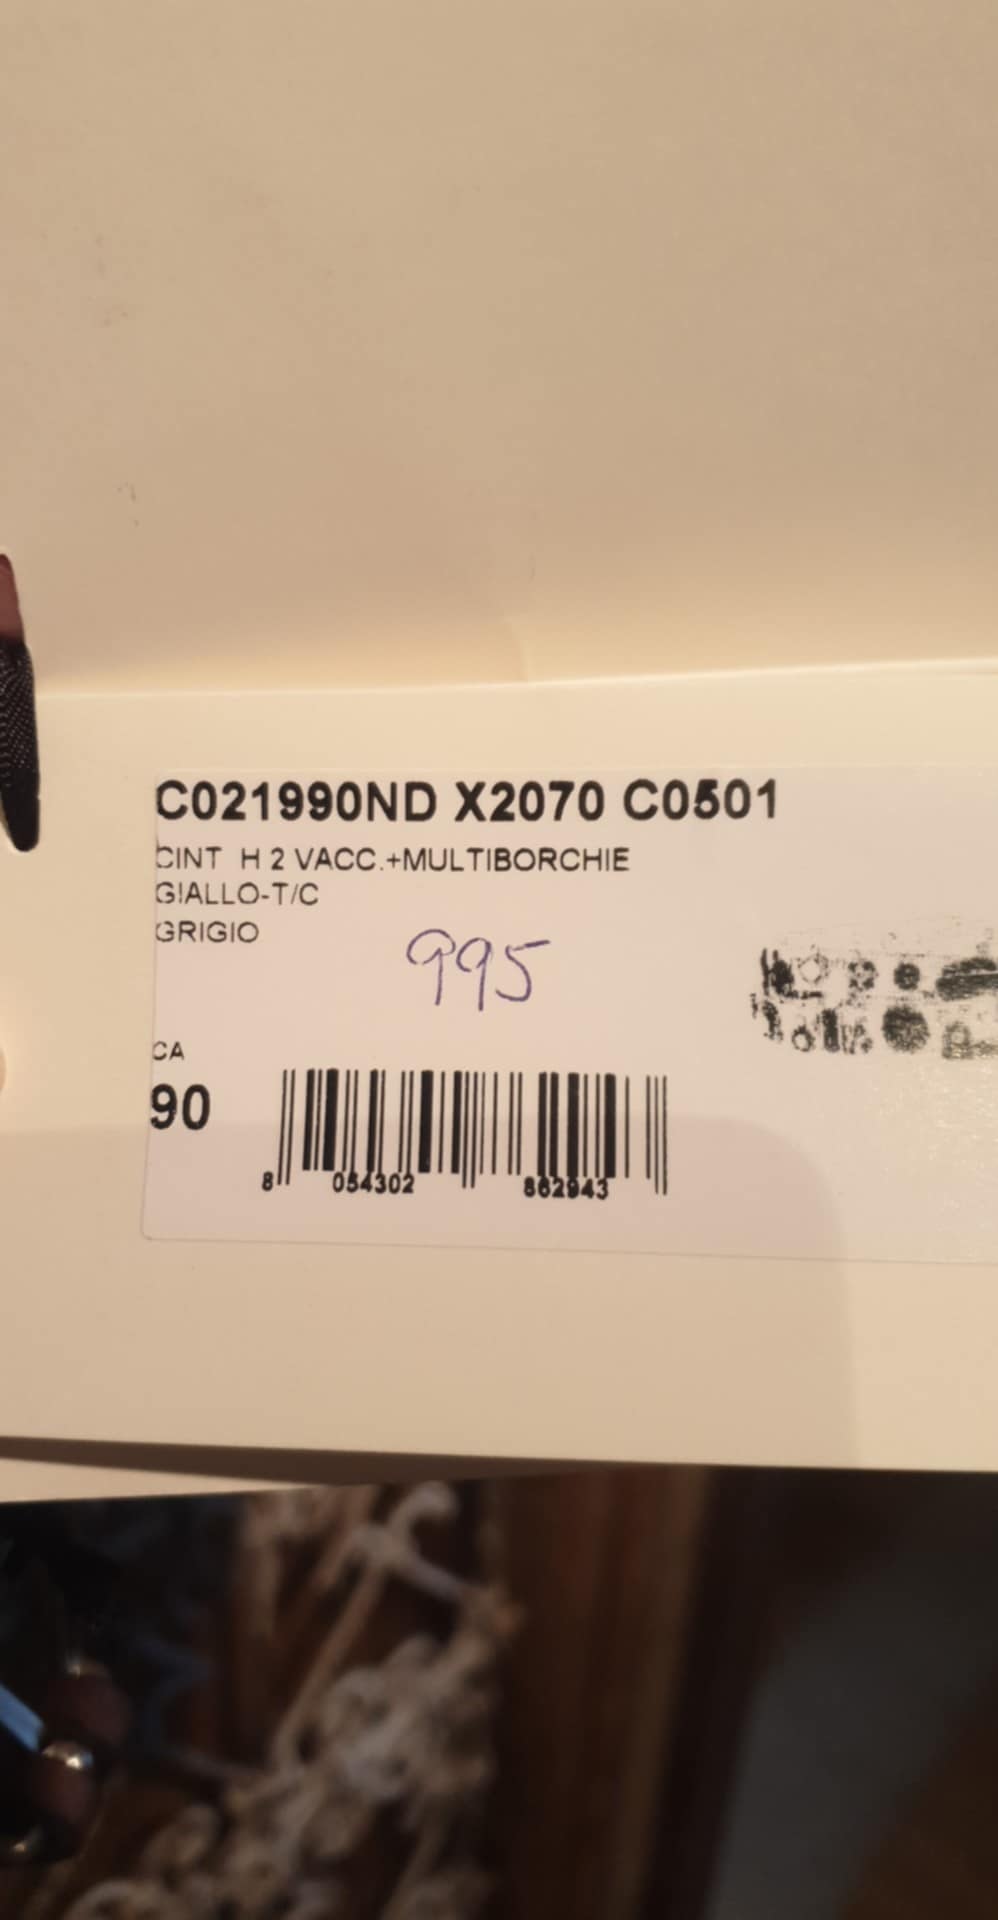 C021990ND X2070 C0501
CINT H 2 VACC.+MULTIBORCHIE
GIALLO-T/C
GRIGIO
995
CA
90
8 054302 862943